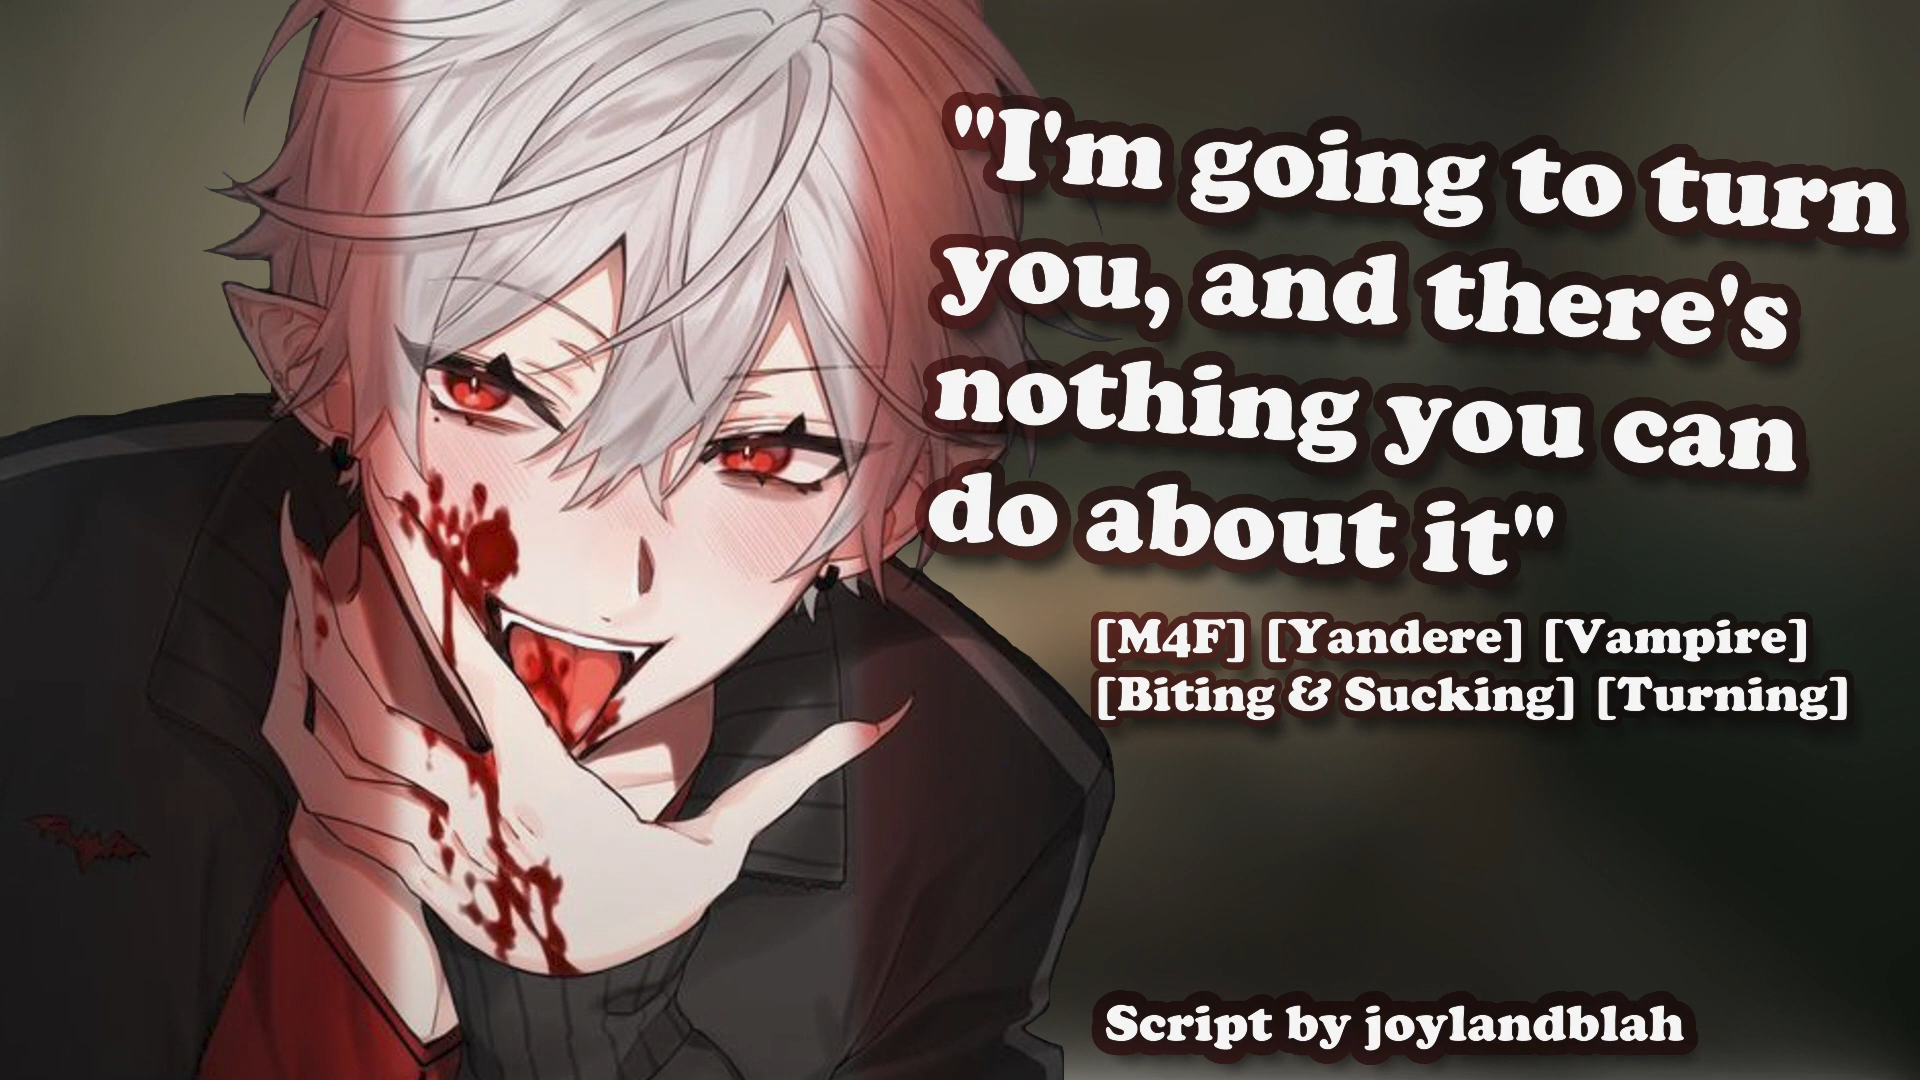 "I'm going to turn
you, and there's
nothing you can
do about it"
[M4F] [Yandere] [Vampire]
[Biting & Sucking] [Turning]
Script by joylandblah